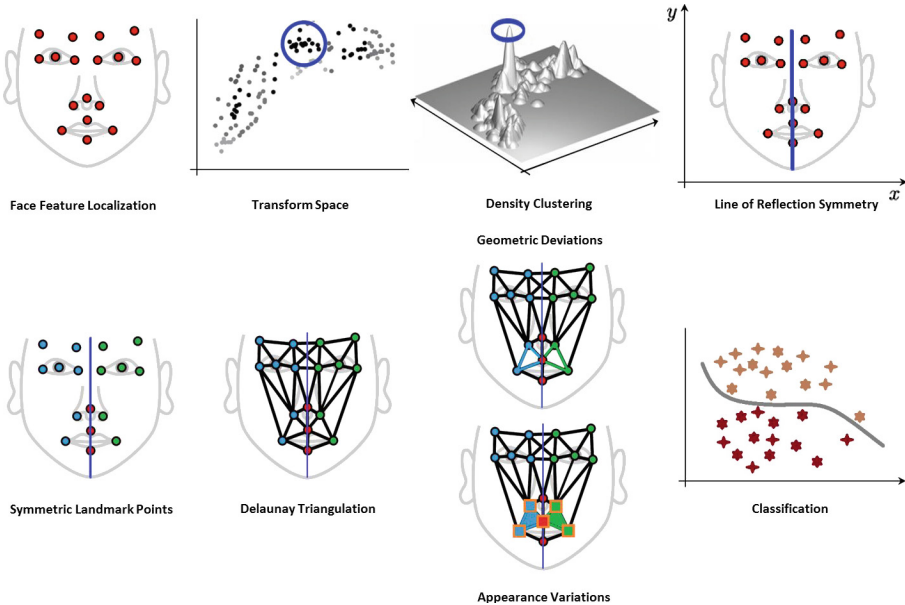 y
x
Face Feature Localization
Transform Space
Density Clustering
Line of Reflection Symmetry
Geometric Deviations
Symmetric Landmark Points
Delaunay Triangulation
Classification
Appearance Variations